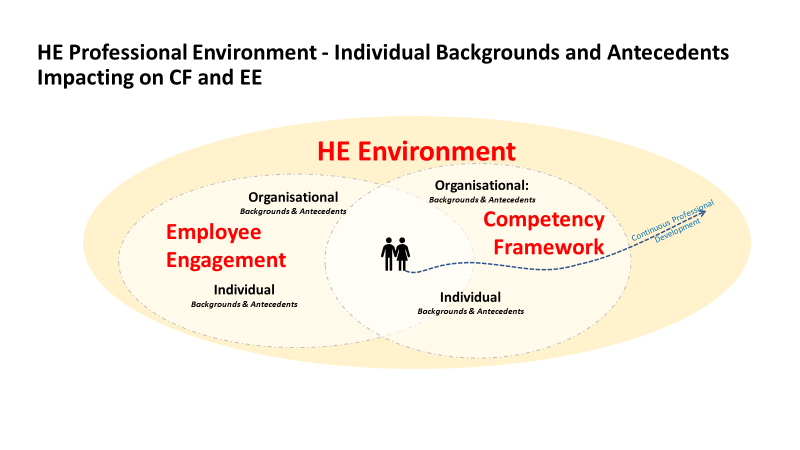 HE Professional Environment - Individual Backgrounds and Antecedents
Impacting on CF and EE
HE Environment
Organisational
Backgrounds & Antecedents
Employee
Engagement
Individual
Backgrounds & Antecedents
Organisational:
Backgrounds & Antecedents
Competency
Framework
Individual
Backgrounds & Antecedents
Continuous Professional
Development